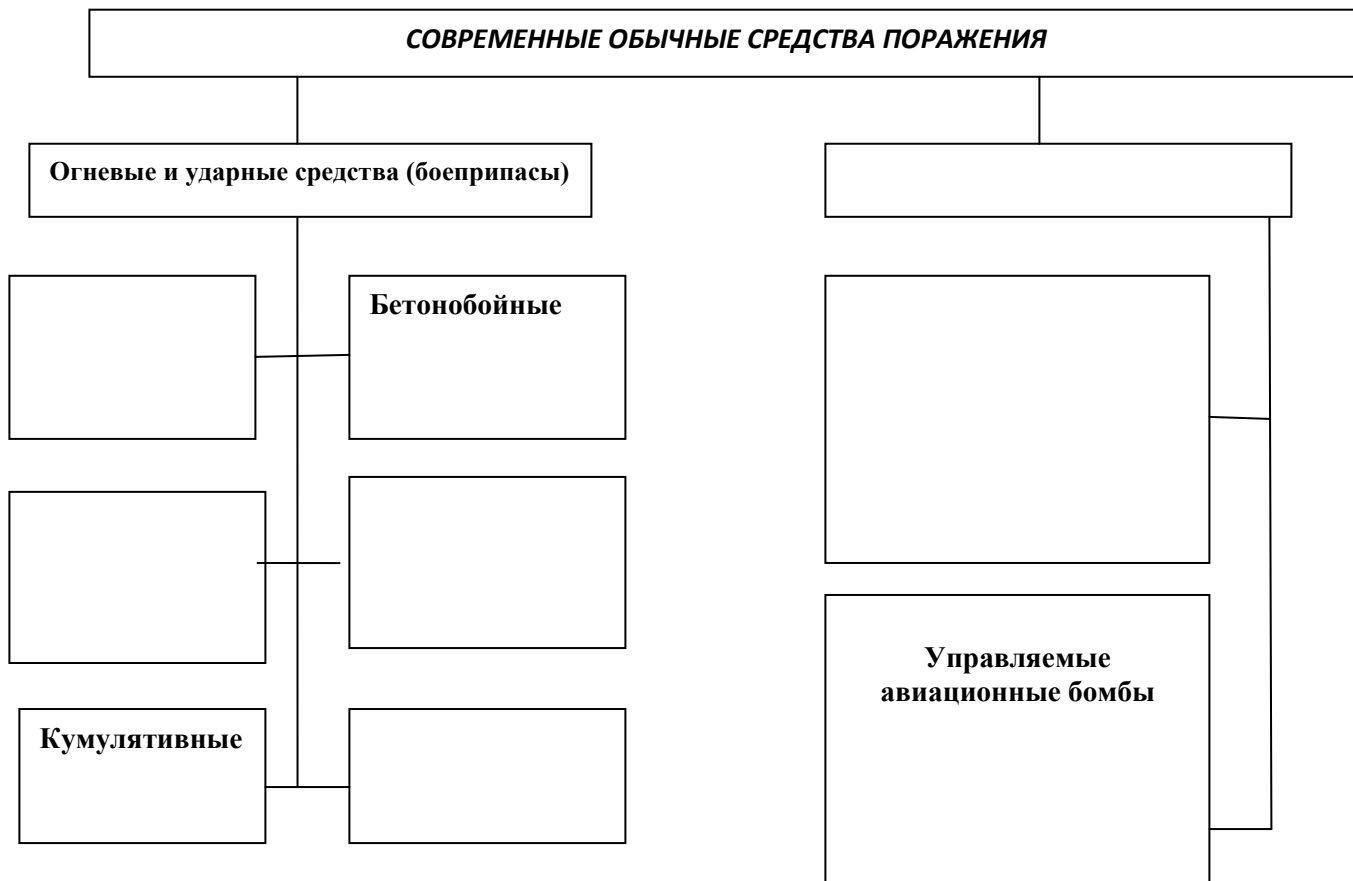 СОВРЕМЕННЫЕ ОБЫЧНЫЕ СРЕДСТВА ПОРАЖЕНИЯ
Огневые и ударные средства (боеприпасы)
Бетонобойные
Кумулятивные
Управляемые
авиационные бомбы